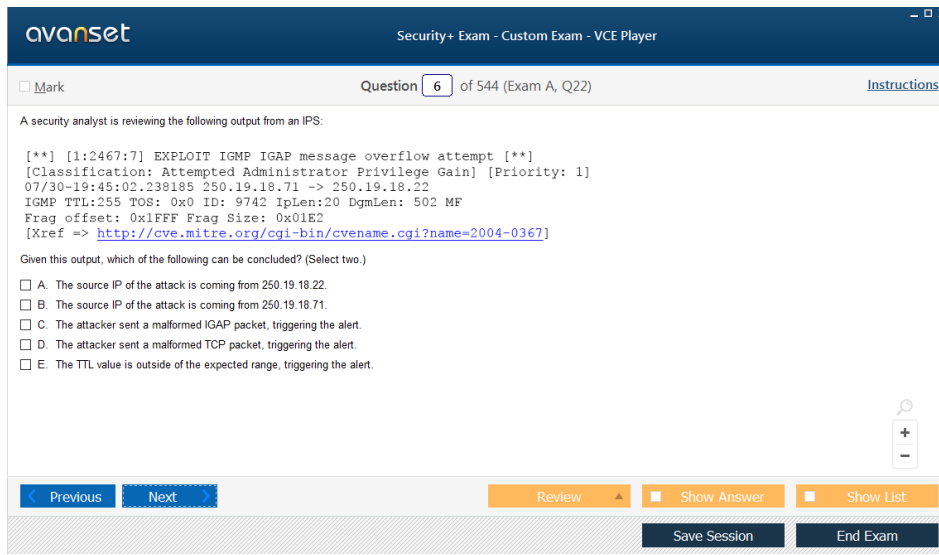 avanset
Security+ Exam - Custom Exam - VCE Player
Mark
Question 6 of 544 (Exam A, Q22)
Instructions
A security analyst is reviewing the following output from an IPS:
[**] [1:2467:7] EXPLOIT IGMP IGAP message overflow attempt [**]
[Classification: Attempted Administrator Privilege Gain] [Priority: 1]
07/30-19:45:02.238185 250.19.18.71 -> 250.19.18.22
IGMP TTL:255 TOS: 0x0 ID: 9742 IpLen:20 DgmLen: 502 MF
Frag offset: 0x1FFF Frag Size: 0x01E2
[Xref => http://cve.mitre.org/cgi-bin/cvename.cgi?name=2004-0367]
Given this output, which of the following can be concluded? (Select two.)
A. The source IP of the attack is coming from 250.19.18.22.
B. The source IP of the attack is coming from 250.19.18.71.
C. The attacker sent a malformed IGAP packet, triggering the alert.
D. The attacker sent a malformed TCP packet, triggering the alert.
E. The TTL value is outside of the expected range, triggering the alert.
+
-
Previous
Next
Review
Show Answer
Show List
Save Session
End Exam